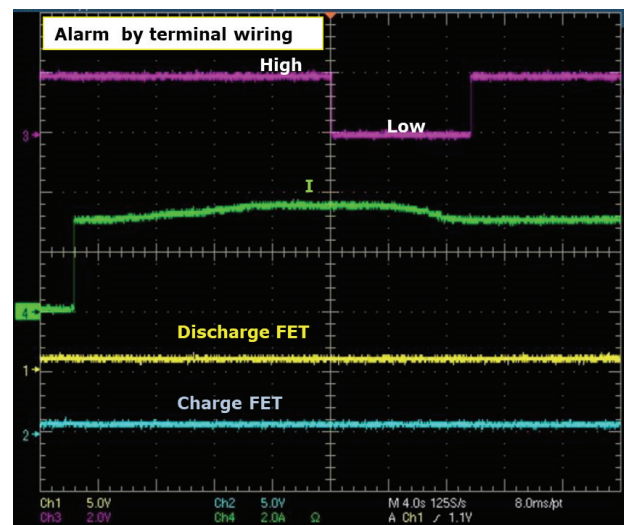 Alarm by terminal wiring
High
3
Low
I
4
Discharge FET
1
Charge FET
2
Ch1 5.0V Ch2 5.0V M 4.0s 125S/s 8.0ms/pt
Ch3 2.0V Ch4 2.0A Ω A Ch1 / 1.1V